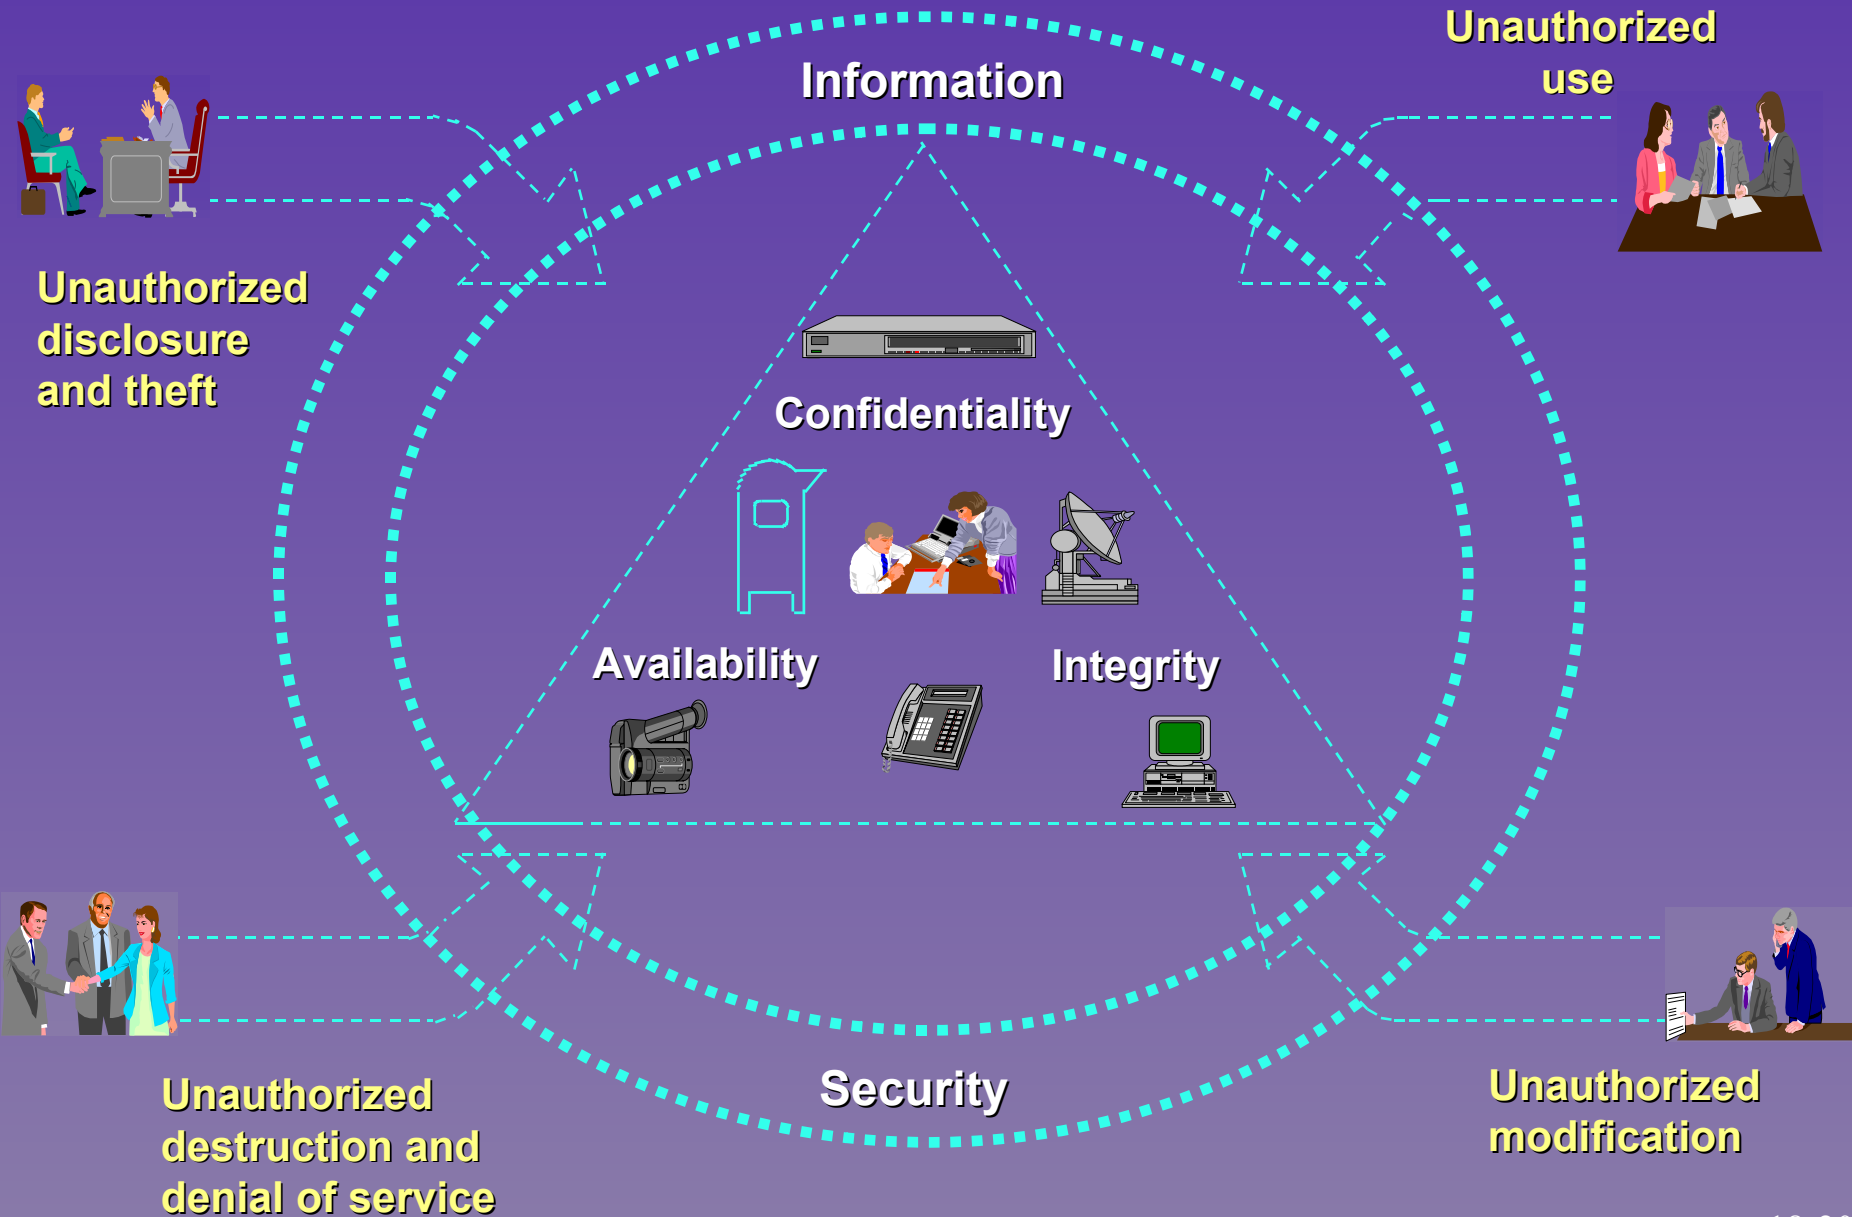 Unauthorized
use
Information
Unauthorized
disclosure
and theft
Confidentiality
Availability
Integrity
Security
Unauthorized
destruction and
denial of service
Unauthorized
modification